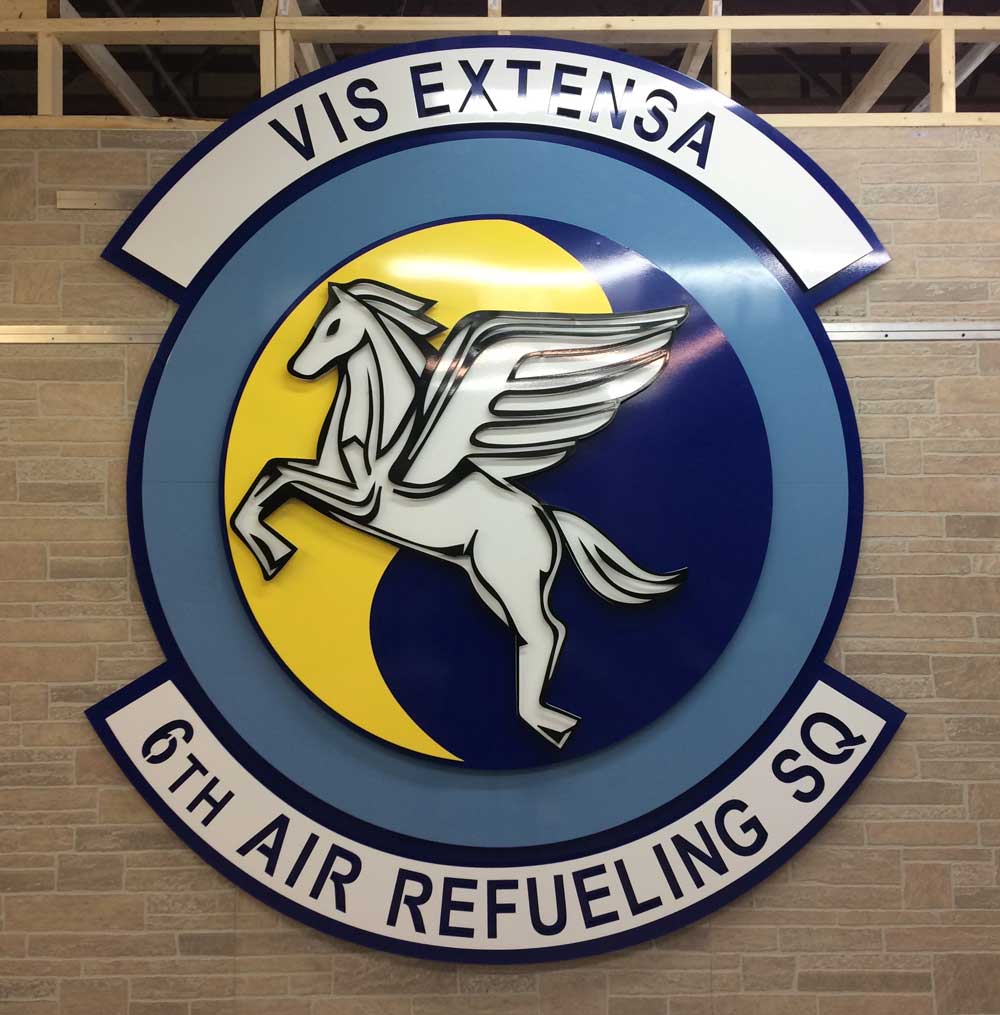 VIS EXTENSA
6TH AIR REFUELING SQ